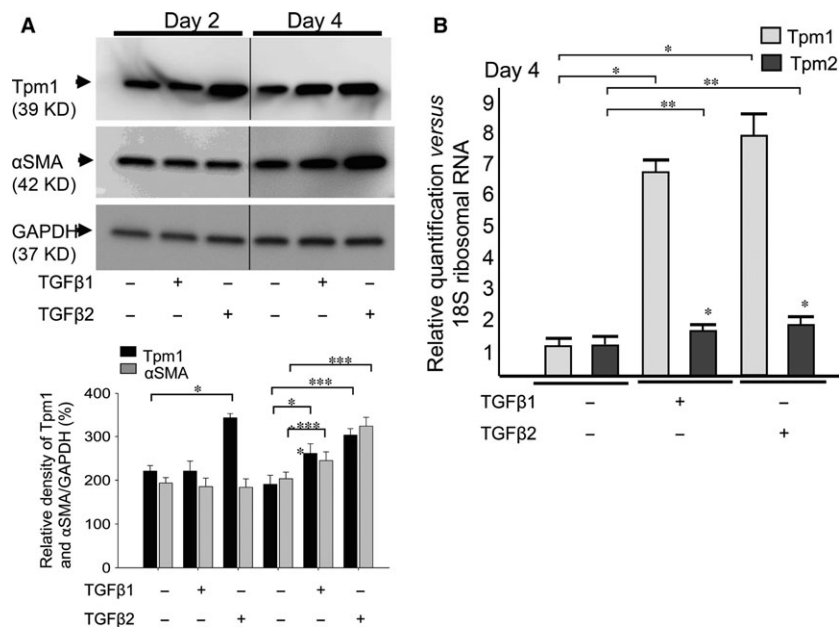 A
Day 2 Day 4
Tpm1
(39 KD)
αSMA
(42 KD)
GAPDH
(37 KD)
TGFβ1 – + – – + –
TGFβ2 – – + – – +
Tpm1
αSMA
Relative density of Tpm1
and αSMA/GAPDH (%)
400
300
200
100
0
* *** *** * *** *
TGFβ1 – + – – + –
TGFβ2 – – + – – +
B
Tpm1
Tpm2
Day 4
Relative quantification versus
18S ribosomal RNA
9
8
7
6
5
4
3
2
1
* * ** ** * *
TGFβ1 – + –
TGFβ2 – – +